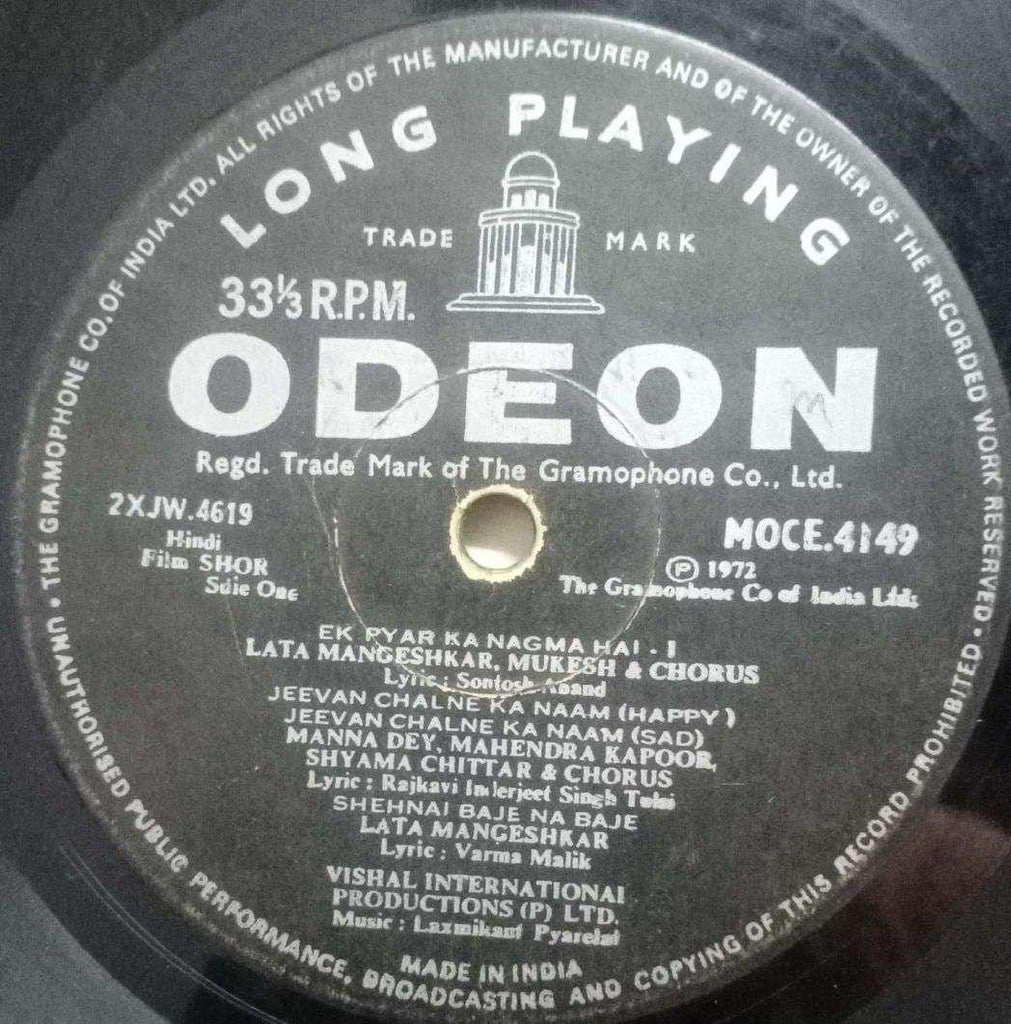 THE GRAMOPHONE CO. OF INDIA LTD. ALL RIGHTS OF THE MANUFACTURER AND OF THE OWNER OF THE RECORDED WORK RESERVED • UNAUTHORISED PUBLIC PERFORMANCE, BROADCASTING AND COPYING OF THIS RECORD PROHIBITED •
LONG PLAYING
TRADE MARK
33⅓ R.P.M.
ODEON
Regd. Trade Mark of The Gramophone Co., Ltd.
2XJW.4619
Hindi
Film SHOR
Sdie One
MOCE.4149
Ⓟ 1972
The Gramophone Co of India Ltd.
EK PYAR KA NAGMA HAI - I
LATA MANGESHKAR, MUKESH & CHORUS
Lyric : Sontosh Anand
JEEVAN CHALNE KA NAAM (HAPPY)
JEEVAN CHALNE KA NAAM (SAD)
MANNA DEY, MAHENDRA KAPOOR,
SHYAMA CHITTAR & CHORUS
Lyric : Rajkavi Inderjeet Singh Tulsi
SHEHNAI BAJE NA BAJE
LATA MANGESHKAR
Lyric : Varma Malik
VISHAL INTERNATIONAL
PRODUCTIONS (P) LTD.
Music : Laxmikant Pyarelal
MADE IN INDIA